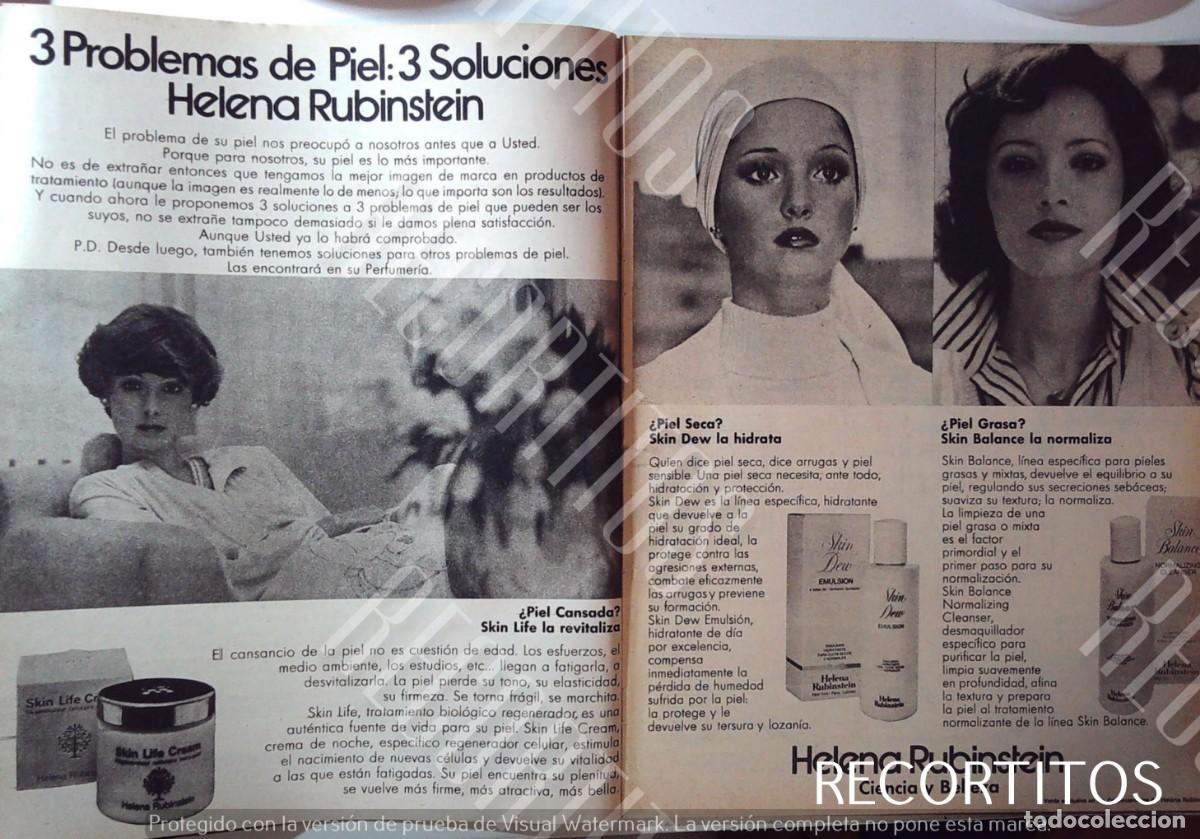 3 Problemas de Piel: 3 Soluciones
Helena Rubinstein
El problema de su piel nos preocupó a nosotros antes que a Usted.
Porque para nosotros, su piel es lo más importante.
No es de extrañar entonces que tengamos la mejor imagen de marca en productos de
tratamiento (aunque la imagen es realmente lo de menos; lo que importa son los resultados).
Y cuando ahora le proponemos 3 soluciones a 3 problemas de piel que pueden ser los
suyos, no se extrañe tampoco demasiado si le damos plena satisfacción.
Aunque Usted ya lo habrá comprobado.
P.D. Desde luego, también tenemos soluciones para otros problemas de piel.
Las encontrará en su Perfumería.
¿Piel Cansada?
Skin Life la revitaliza
El cansancio de la piel no es cuestión de edad. Los esfuerzos, el
medio ambiente, los estudios, etc... llegan a fatigarla, a
desvitalizarla. La piel pierde su tono, su elasticidad,
su firmeza. Se torna frágil, se marchita.
Skin Life, tratamiento biológico regenerador, es una
auténtica fuente de vida para su piel. Skin Life Cream,
crema de noche, específico regenerador celular, estimula
el nacimiento de nuevas células y devuelve su vitalidad
a las que están fatigadas. Su piel encuentra su plenitud,
se vuelve más firme, más atractiva, más bella.
Skin Life Cr
Helena Rubins
Skin Life Cream
Helena Rubinstein
¿Piel Seca?
Skin Dew la hidrata
Quien dice piel seca, dice arrugas y piel
sensible. Una piel seca necesita, ante todo,
hidratación y protección.
Skin Dew es la línea específica, hidratante
que devuelve a la
piel su grado de
hidratación ideal, la
protege contra las
agresiones externas,
combate eficazmente
las arrugas y previene
su formación.
Skin Dew Emulsión,
hidratante de día
por excelencia,
compensa
inmediatamente la
pérdida de humedad
sufrida por la piel:
la protege y le
devuelve su tersura y lozanía.
Skin
Dew
EMULSION
Helena
Rubinstein
Skin
Dew
EMULSION
Helena
Rubinstein
¿Piel Grasa?
Skin Balance la normaliza
Skin Balance, línea específica para pieles
grasas y mixtas, devuelve el equilibrio a su
piel, regulando sus secreciones sebáceas;
suaviza su textura; la normaliza.
La limpieza de una
piel grasa o mixta
es el factor
primordial y el
primer paso para su
normalización.
Skin Balance
Normalizing
Cleanser,
desmaquillador
específico para
purificar la piel,
limpia suavemente
en profundidad, afina
la textura y prepara
la piel al tratamiento
normalizante de la línea Skin Balance.
Skin
Balance
NORMALIZING
CLEANSER
Helena
Rubinstein
Helena Rubinstein
Ciencia y Belleza
RECORTITOS
todocoleccion
Protegido con la versión de prueba de Visual Watermark. La versión completa no pone esta marca.